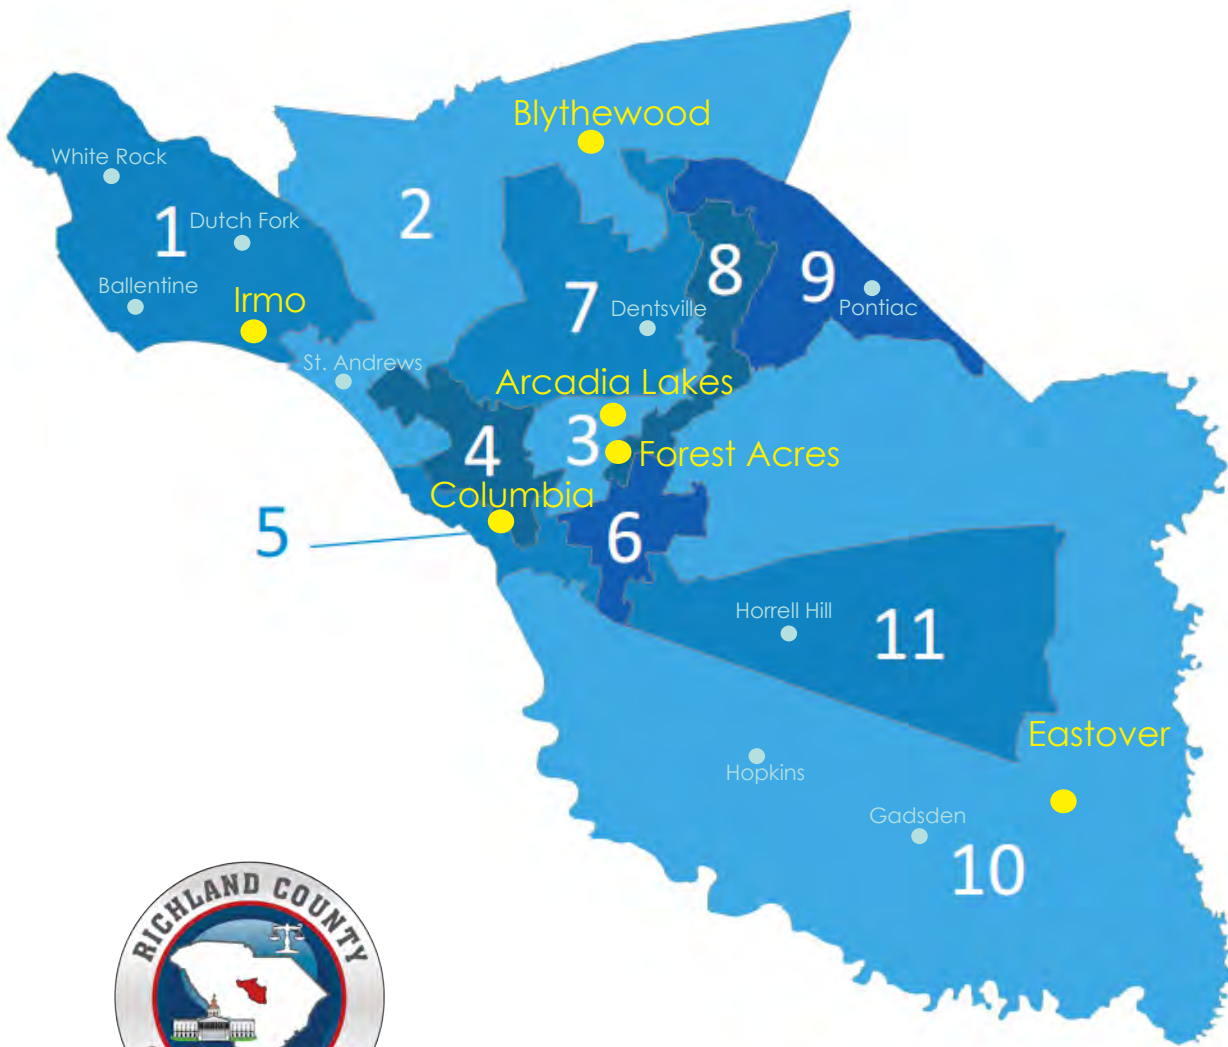 Blythewood
White Rock
1
Dutch Fork
2
8
9
Ballentine
Irmo
7
Dentsville
Pontiac
St. Andrews
Arcadia Lakes
3
4
Forest Acres
Columbia
5
6
Horrell Hill
11
Eastover
Hopkins
Gadsden
10
RICHLAND COUNTY